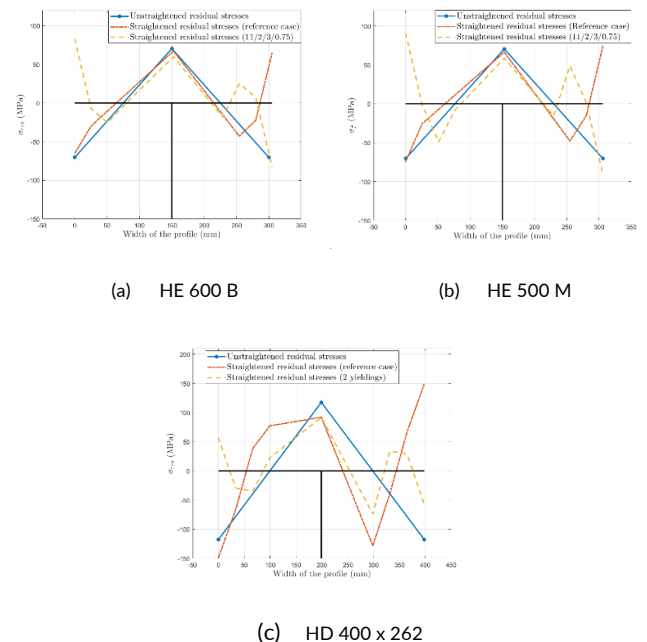 Unstraightened residual stresses
Straightened residual stresses (reference case)
Straightened residual stresses (11/2/3/0.75)
100
50
0
-50
-100
-150
σres (MPa)
-50 0 50 100 150 200 250 300 350
Width of the profile (mm)
(a) HE 600 B
Unstraightened residual stresses
Straightened residual stresses (Reference case)
Straightened residual stresses (11/2/3/0.75)
100
50
0
-50
-100
-150
(MPa)
-50 0 50 100 150 200 250 300 350
Width of the profile (mm)
(b) HE 500 M
Unstraightened residual stresses
Straightened residual stresses (reference case)
Straightened residual stresses (2 yieldings)
200
150
100
50
0
-50
-100
-150
σres (MPa)
-50 0 50 100 150 200 250 300 350 400 450
Width of the profile (mm)
(c) HD 400 x 262